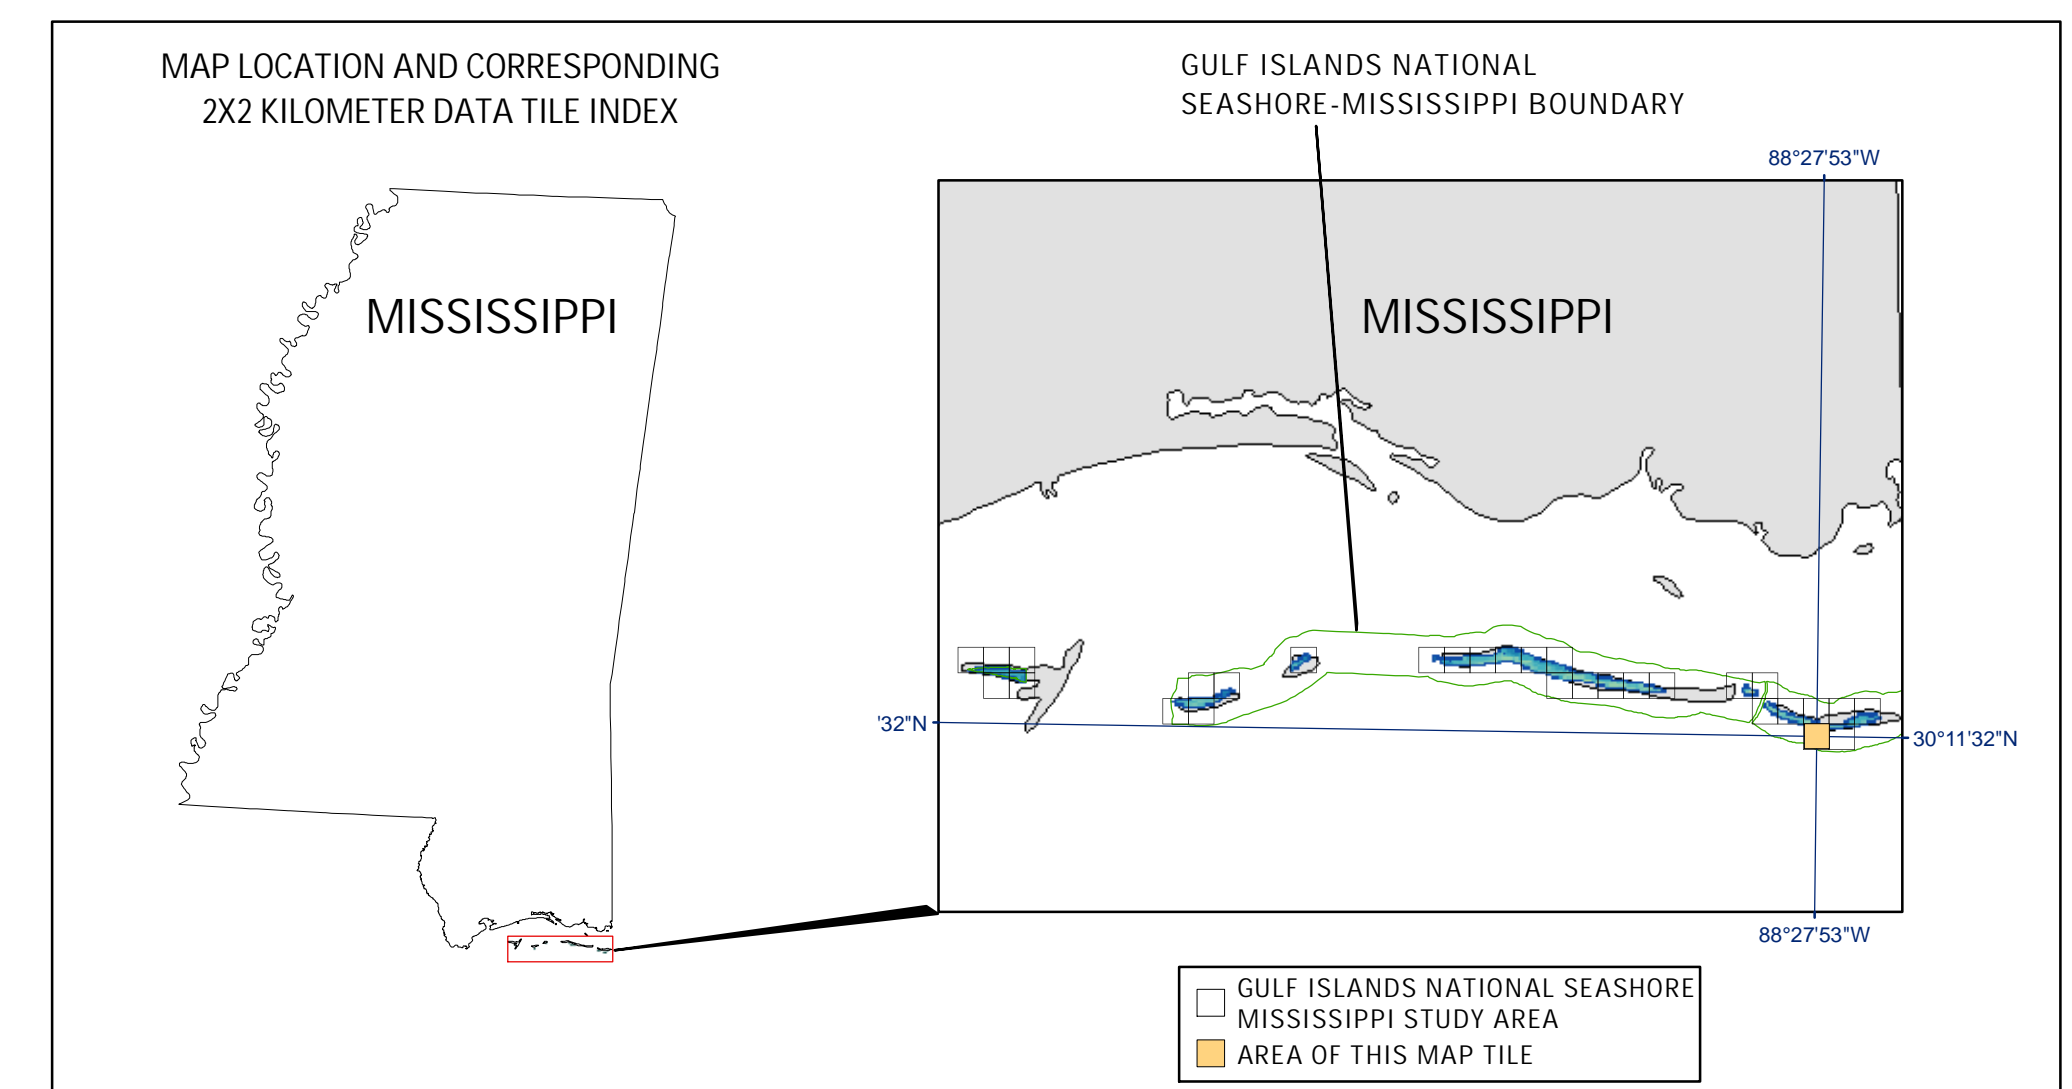 MAP LOCATION AND CORRESPONDING
2X2 KILOMETER DATA TILE INDEX
GULF ISLANDS NATIONAL
SEASHORE-MISSISSIPPI BOUNDARY
88°27'53"W
MISSISSIPPI
MISSISSIPPI
'32"N
30°11'32"N
88°27'53"W
GULF ISLANDS NATIONAL SEASHORE
MISSISSIPPI STUDY AREA
AREA OF THIS MAP TILE